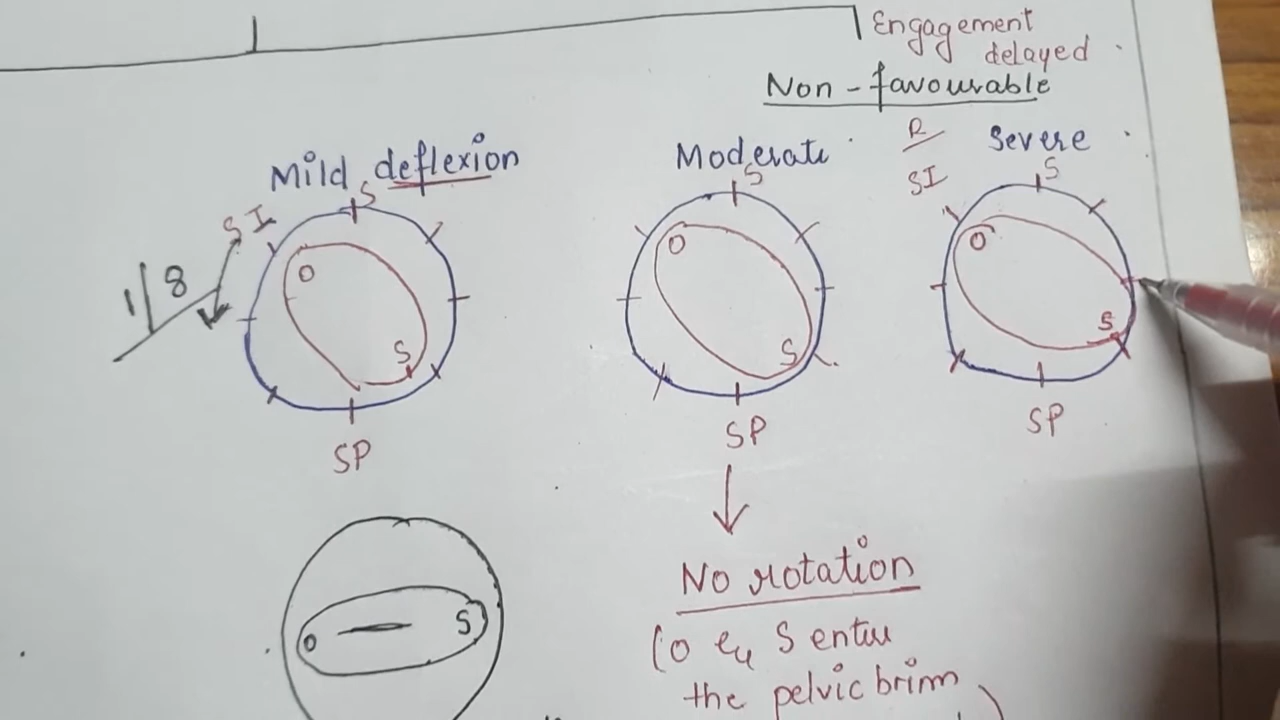 Engagement
delayed
Non - favourable
Mild deflexion
Moderate
R
SI
Severe
S
SI
1/8
O
S
SP
S
O
S
SP
S
O
S
SP
No rotation
(O & S enter
the pelvic brim
O
S